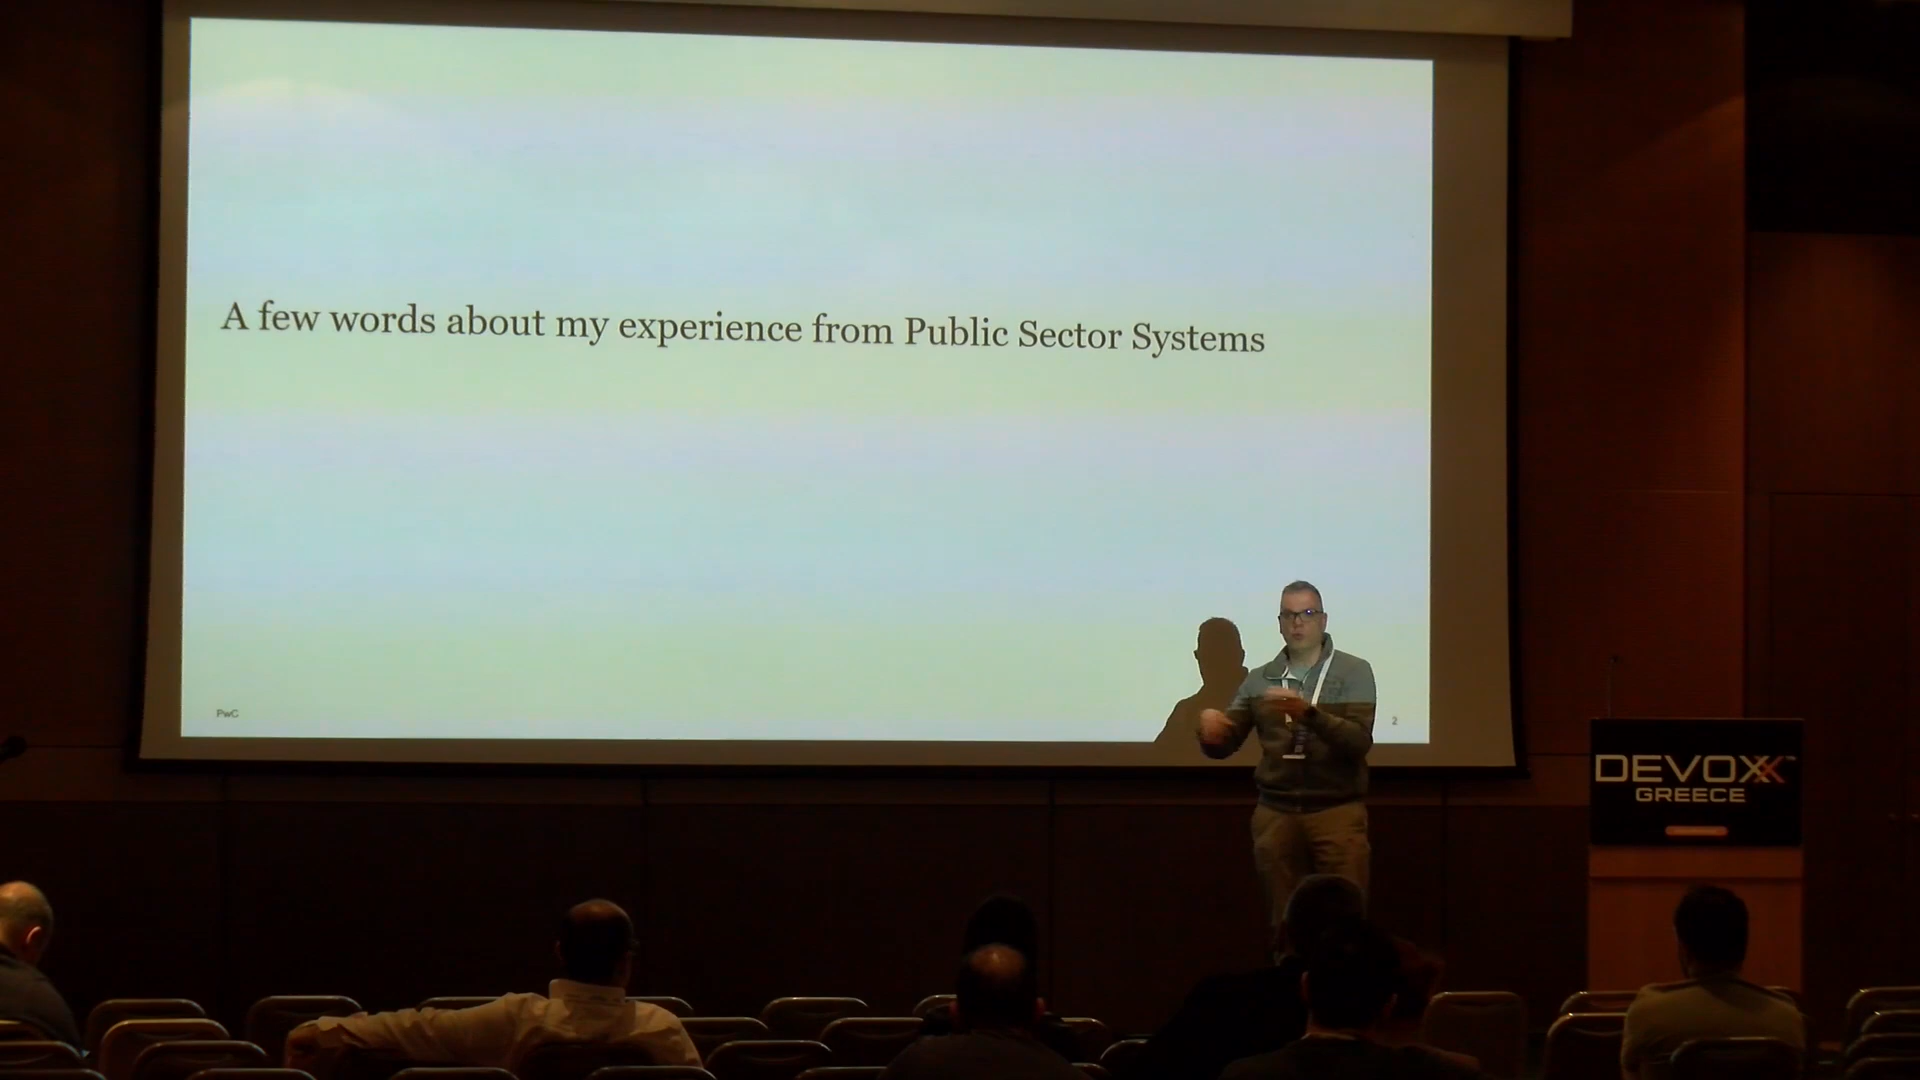 A few words about my experience from Public Sector Systems
PwC
2
DEVOXX
GREECE